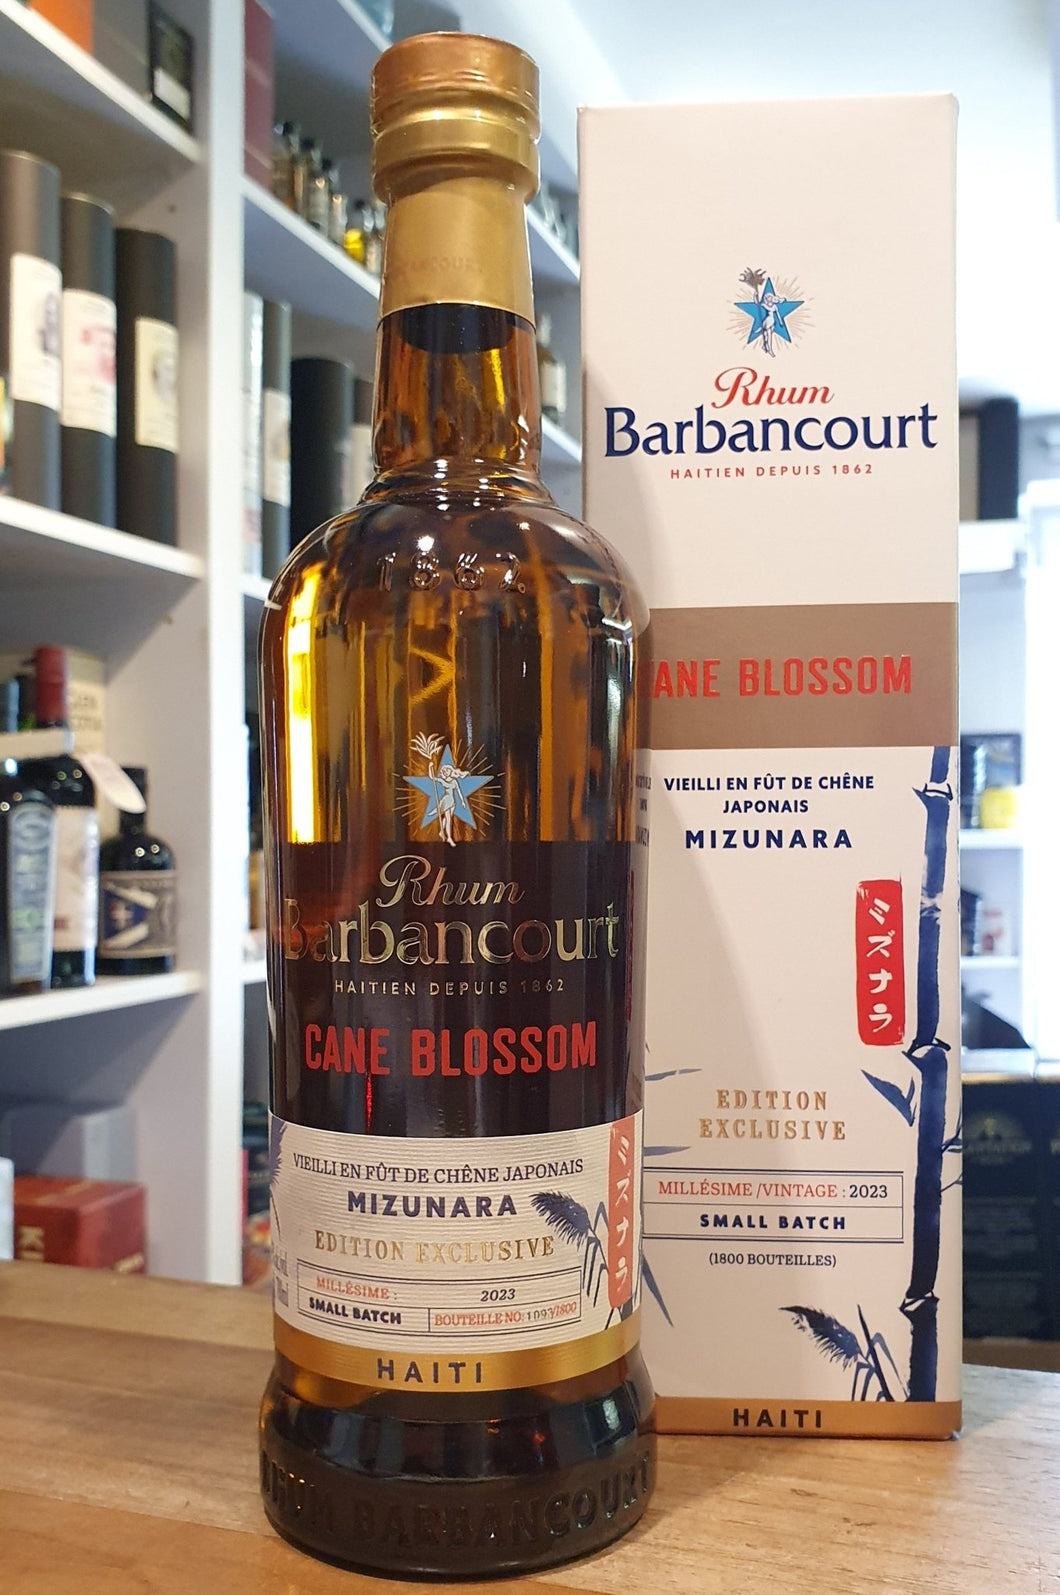 1862
Rhum
Barbancourt
HAITIEN DEPUIS 1862
CANE BLOSSOM
VIEILLI EN FÛT DE CHÊNE JAPONAIS
MIZUNARA
EDITION EXCLUSIVE
MILLÉSIME : 2023
SMALL BATCH BOUTEILLE NO: 1093/1800
ミズナラ
HAITI
RHUM BARBANCOURT
Rhum
Barbancourt
HAITIEN DEPUIS 1862
ANE BLOSSOM
VIEILLI EN FÛT DE CHÊNE
JAPONAIS
MIZUNARA
ミズナラ
EDITION
EXCLUSIVE
MILLÉSIME /VINTAGE : 2023
SMALL BATCH
(1800 BOUTEILLES)
HAITI